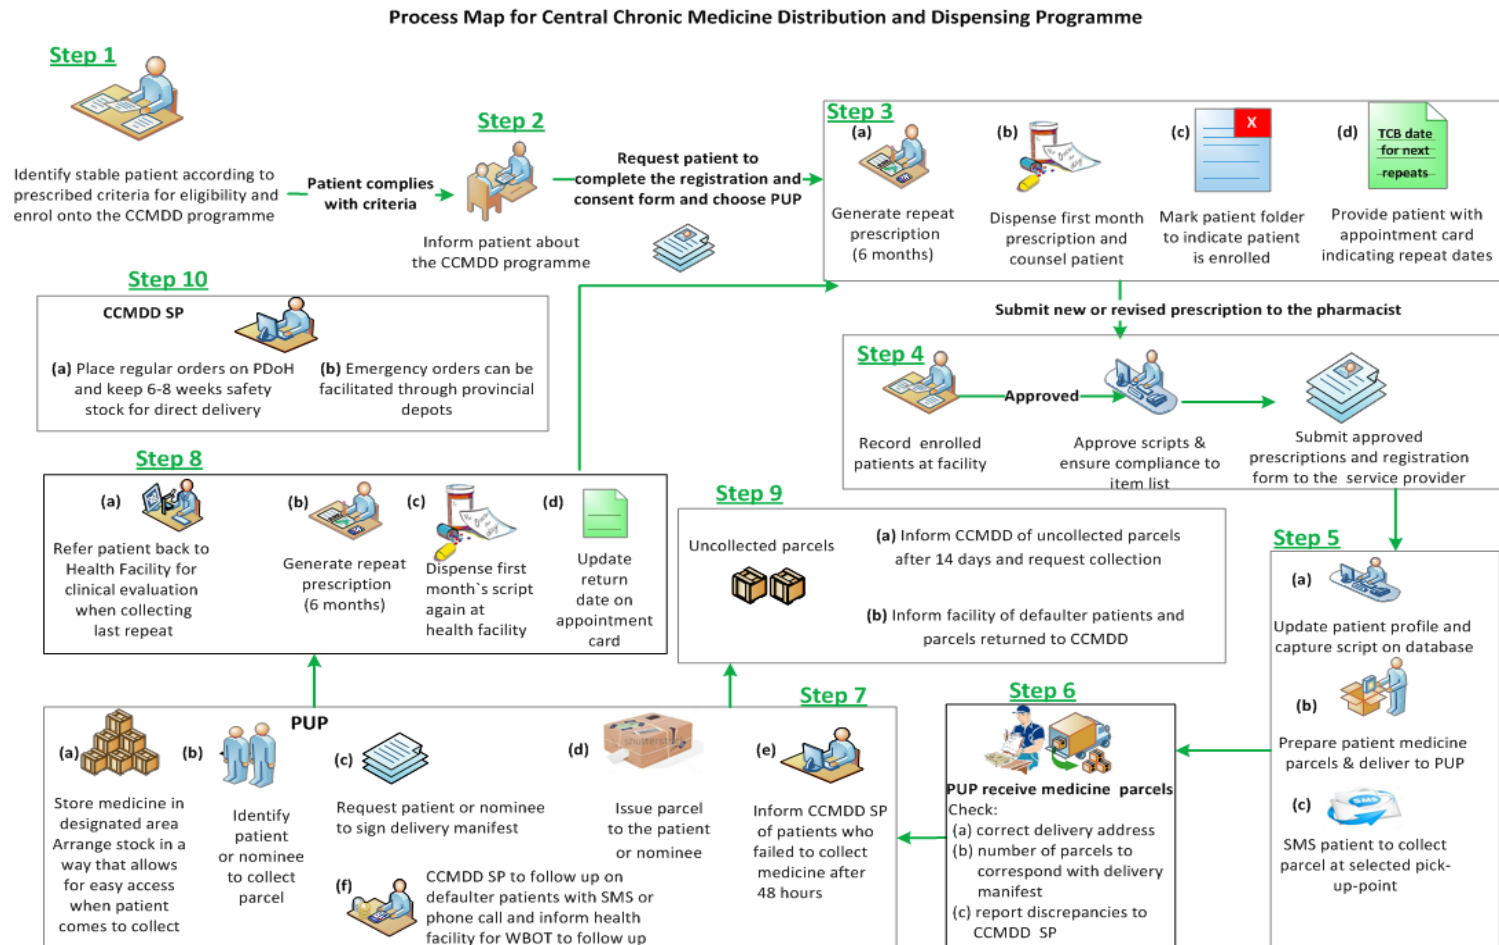 Process Map for Central Chronic Medicine Distribution and Dispensing Programme
Step 1
Identify stable patient according to
prescribed criteria for eligibility and
enrol onto the CCMDD programme
Patient complies
with criteria
Step 2
Inform patient about
the CCMDD programme
Request patient to
complete the registration and
consent form and choose PUP
Step 3
(a)
Generate repeat
prescription
(6 months)
(b)
Dispense first month
prescription and
counsel patient
(c)
X
Mark patient folder
to indicate patient
is enrolled
(d)
TCB date
for next
repeats
Provide patient with
appointment card
indicating repeat dates
Submit new or revised prescription to the pharmacist
Step 4
Record enrolled
patients at facility
Approved
Approve scripts &
ensure compliance to
item list
Submit approved
prescriptions and registration
form to the service provider
Step 5
(a)
Update patient profile and
capture script on database
(b)
Prepare patient medicine
parcels & deliver to PUP
(c)
SMS
SMS patient to collect
parcel at selected pick-
up-point
Step 6
PUP receive medicine parcels
Check:
(a) correct delivery address
(b) number of parcels to
correspond with delivery
manifest
(c) report discrepancies to
CCMDD SP
Step 7
PUP
(a)
Store medicine in
designated area
Arrange stock in a
way that allows
for easy access
when patient
comes to collect
(b)
Identify
patient
or nominee
to collect
parcel
(c)
Request patient or nominee
to sign delivery manifest
(d)
shutterstock
Issue parcel
to the patient
or nominee
(e)
Inform CCMDD SP
of patients who
failed to collect
medicine after
48 hours
(f)
CCMDD SP to follow up on
defaulter patients with SMS or
phone call and inform health
facility for WBOT to follow up
Step 8
(a)
Refer patient back to
Health Facility for
clinical evaluation
when collecting
last repeat
(b)
Generate repeat
prescription
(6 months)
(c)
Dispense first
month`s script
again at
health facility
(d)
Update
return
date on
appointment
card
Step 9
Uncollected parcels
(a) Inform CCMDD of uncollected parcels
after 14 days and request collection
(b) Inform facility of defaulter patients and
parcels returned to CCMDD
Step 10
CCMDD SP
(a) Place regular orders on PDoH
and keep 6-8 weeks safety
stock for direct delivery
(b) Emergency orders can be
facilitated through provincial
depots